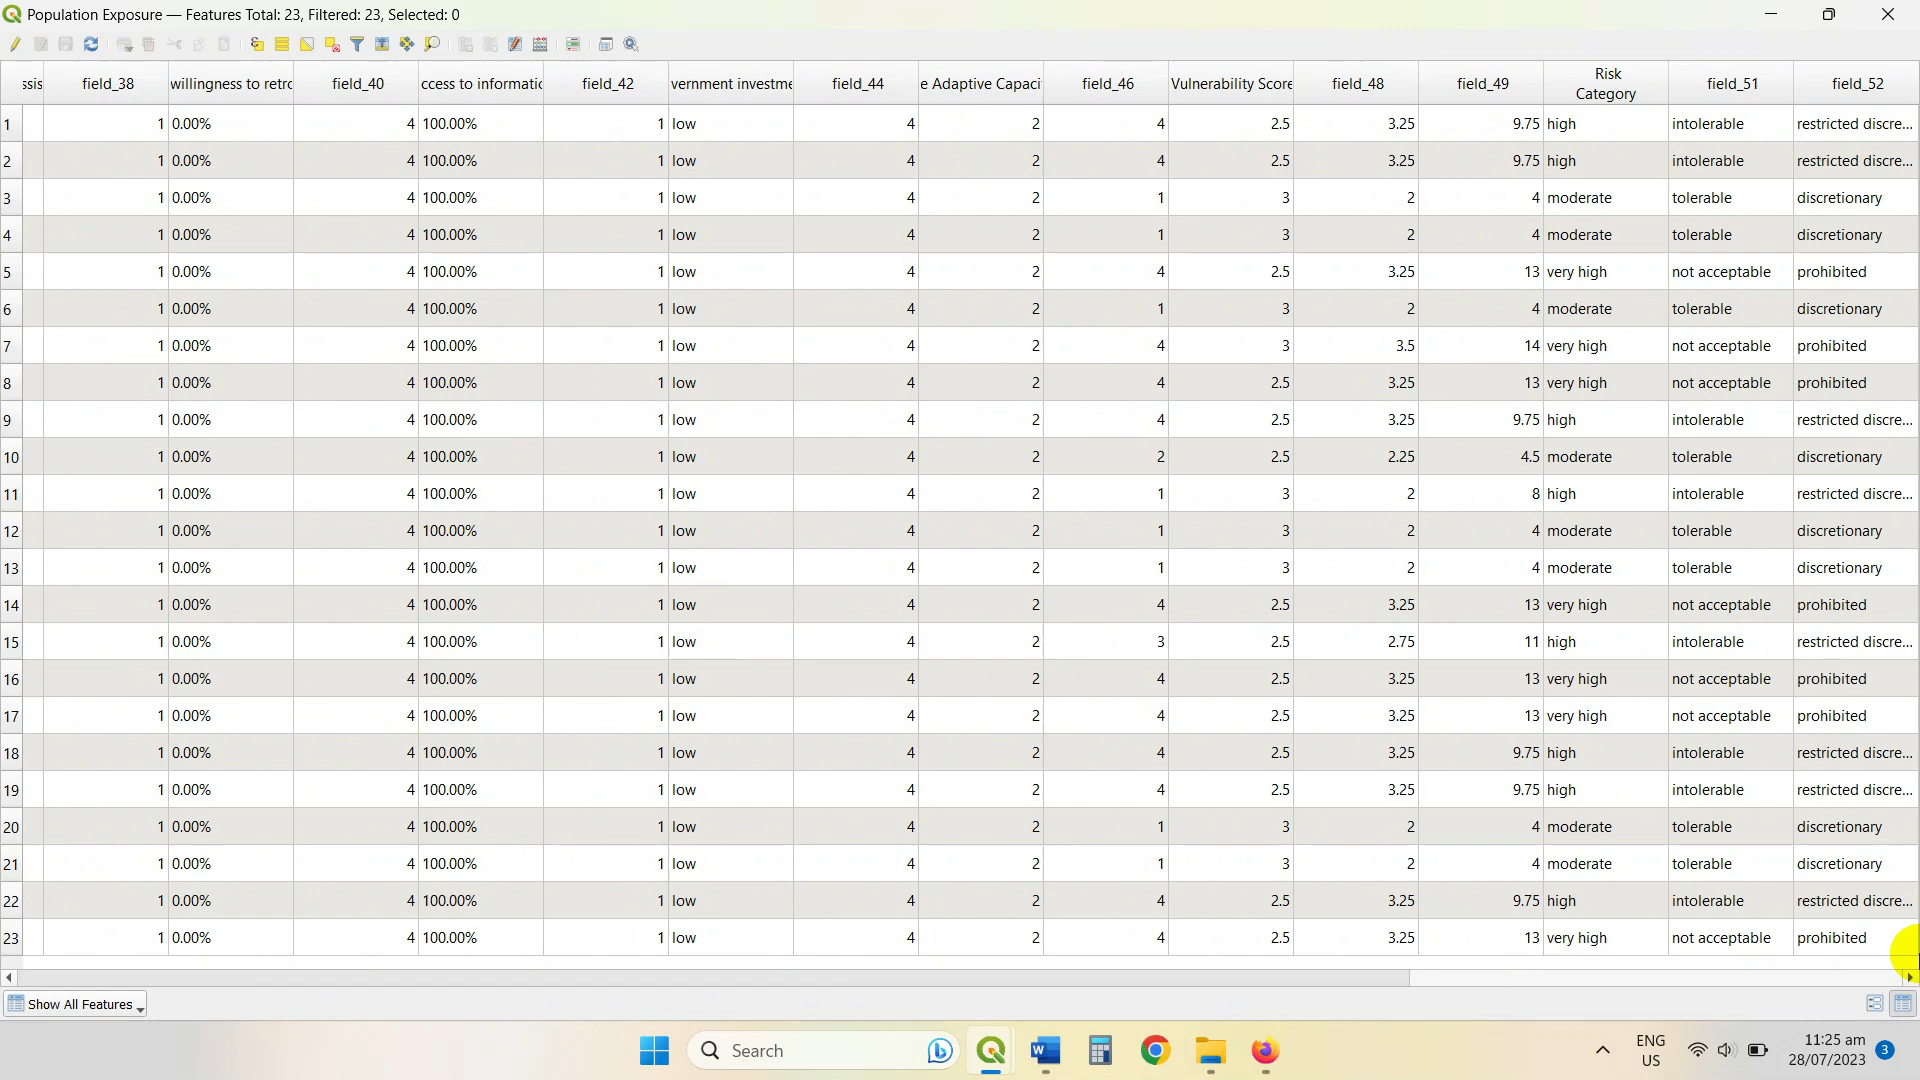 Population Exposure — Features Total: 23, Filtered: 23, Selected: 0
ssis field_38 willingness to retro field_40 ccess to informatic field_42 vernment investme field_44 e Adaptive Capaci field_46 Vulnerability Score field_48 field_49 Risk Category field_51 field_52
1 1 0.00% 4 100.00% 1 low 4 2 4 2.5 3.25 9.75 high intolerable restricted discre...
2 1 0.00% 4 100.00% 1 low 4 2 4 2.5 3.25 9.75 high intolerable restricted discre...
3 1 0.00% 4 100.00% 1 low 4 2 1 3 2 4 moderate tolerable discretionary
4 1 0.00% 4 100.00% 1 low 4 2 1 3 2 4 moderate tolerable discretionary
5 1 0.00% 4 100.00% 1 low 4 2 4 2.5 3.25 13 very high not acceptable prohibited
6 1 0.00% 4 100.00% 1 low 4 2 1 3 2 4 moderate tolerable discretionary
7 1 0.00% 4 100.00% 1 low 4 2 4 3 3.5 14 very high not acceptable prohibited
8 1 0.00% 4 100.00% 1 low 4 2 4 2.5 3.25 13 very high not acceptable prohibited
9 1 0.00% 4 100.00% 1 low 4 2 4 2.5 3.25 9.75 high intolerable restricted discre...
10 1 0.00% 4 100.00% 1 low 4 2 2 2.5 2.25 4.5 moderate tolerable discretionary
11 1 0.00% 4 100.00% 1 low 4 2 1 3 2 8 high intolerable restricted discre...
12 1 0.00% 4 100.00% 1 low 4 2 1 3 2 4 moderate tolerable discretionary
13 1 0.00% 4 100.00% 1 low 4 2 1 3 2 4 moderate tolerable discretionary
14 1 0.00% 4 100.00% 1 low 4 2 4 2.5 3.25 13 very high not acceptable prohibited
15 1 0.00% 4 100.00% 1 low 4 2 3 2.5 2.75 11 high intolerable restricted discre...
16 1 0.00% 4 100.00% 1 low 4 2 4 2.5 3.25 13 very high not acceptable prohibited
17 1 0.00% 4 100.00% 1 low 4 2 4 2.5 3.25 13 very high not acceptable prohibited
18 1 0.00% 4 100.00% 1 low 4 2 4 2.5 3.25 9.75 high intolerable restricted discre...
19 1 0.00% 4 100.00% 1 low 4 2 4 2.5 3.25 9.75 high intolerable restricted discre...
20 1 0.00% 4 100.00% 1 low 4 2 1 3 2 4 moderate tolerable discretionary
21 1 0.00% 4 100.00% 1 low 4 2 1 3 2 4 moderate tolerable discretionary
22 1 0.00% 4 100.00% 1 low 4 2 4 2.5 3.25 9.75 high intolerable restricted discre...
23 1 0.00% 4 100.00% 1 low 4 2 4 2.5 3.25 13 very high not acceptable prohibited
Show All Features
Search
ENG
US
11:25 am
28/07/2023
3